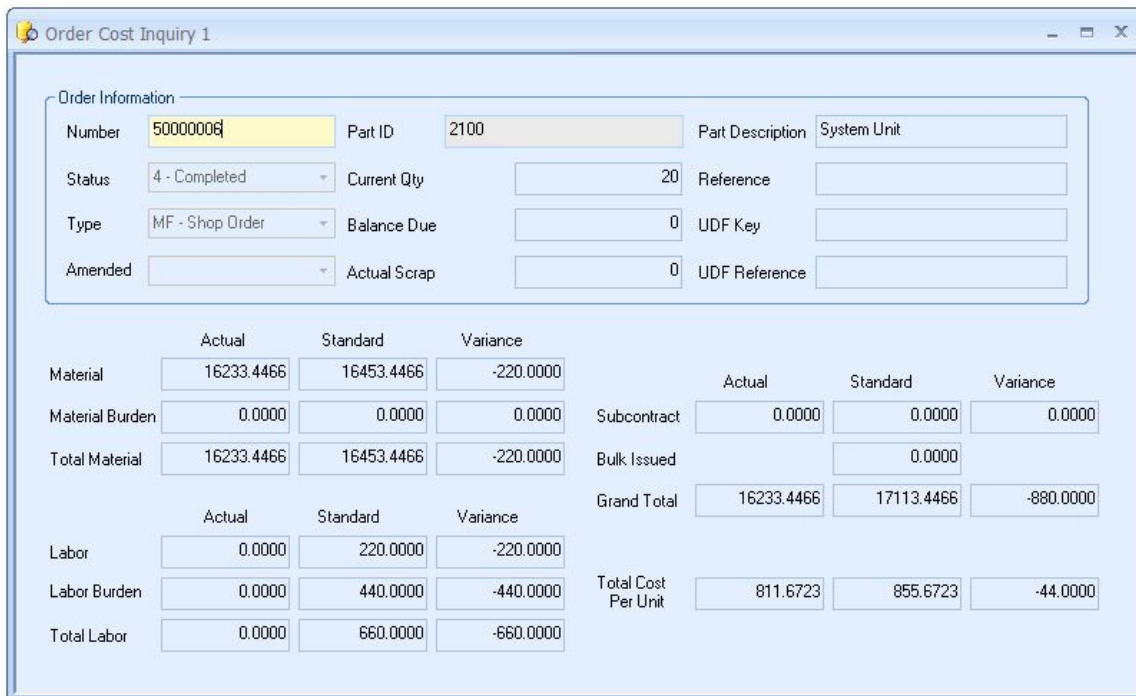 Order Cost Inquiry 1
Order Information
Number 50000006 Part ID 2100 Part Description System Unit
Status 4 - Completed Current Qty 20 Reference
Type MF - Shop Order Balance Due 0 UDF Key
Amended Actual Scrap 0 UDF Reference
Actual Standard Variance
Material 16233.4466 16453.4466 -220.0000
Actual Standard Variance
Material Burden 0.0000 0.0000 0.0000 Subcontract 0.0000 0.0000 0.0000
Total Material 16233.4466 16453.4466 -220.0000 Bulk Issued 0.0000
Grand Total 16233.4466 17113.4466 -880.0000
Actual Standard Variance
Labor 0.0000 220.0000 -220.0000
Labor Burden 0.0000 440.0000 -440.0000 Total Cost
Per Unit 811.6723 855.6723 -44.0000
Total Labor 0.0000 660.0000 -660.0000